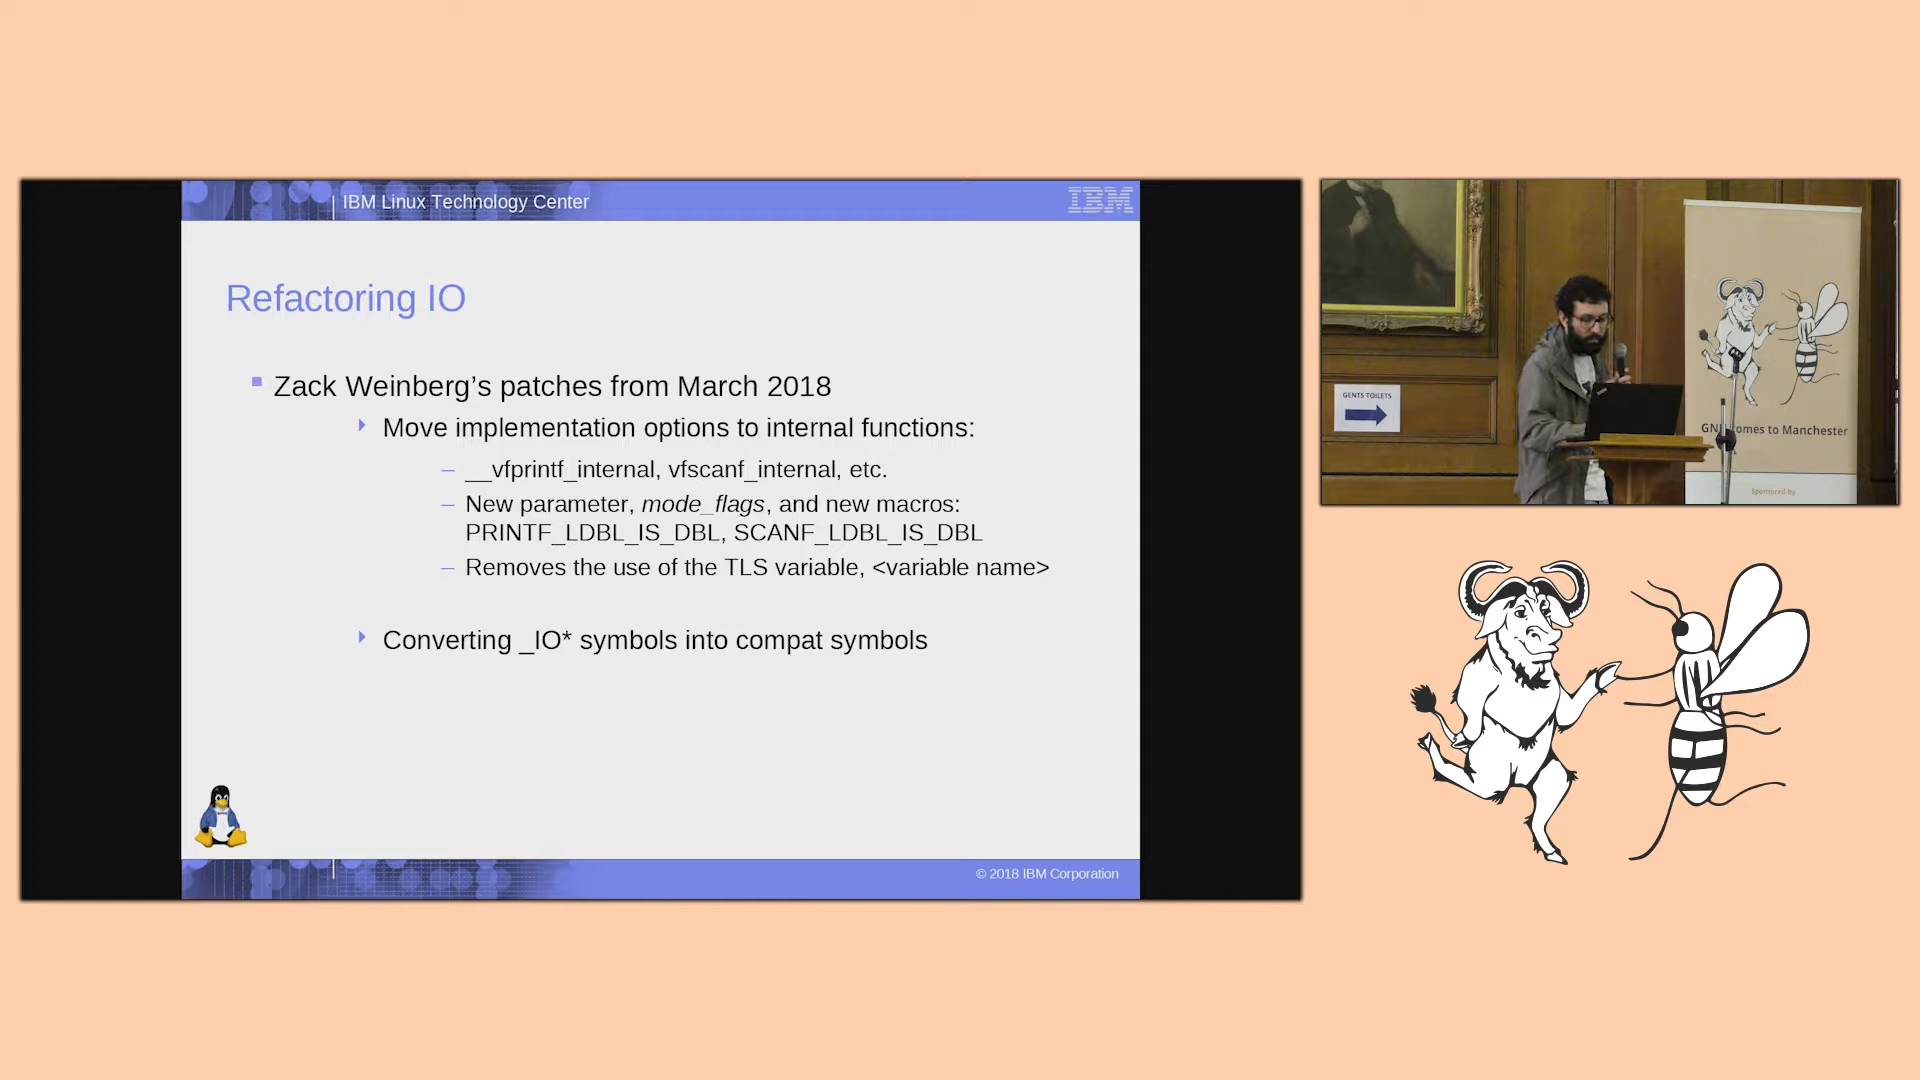 IBM Linux Technology Center
IBM
Refactoring IO
Zack Weinberg’s patches from March 2018
Move implementation options to internal functions:
– __vfprintf_internal, vfscanf_internal, etc.
– New parameter, mode_flags, and new macros:
PRINTF_LDBL_IS_DBL, SCANF_LDBL_IS_DBL
– Removes the use of the TLS variable, <variable name>
Converting _IO* symbols into compat symbols
© 2018 IBM Corporation
GENTS TOILETS
to Manchester
Sponsored by